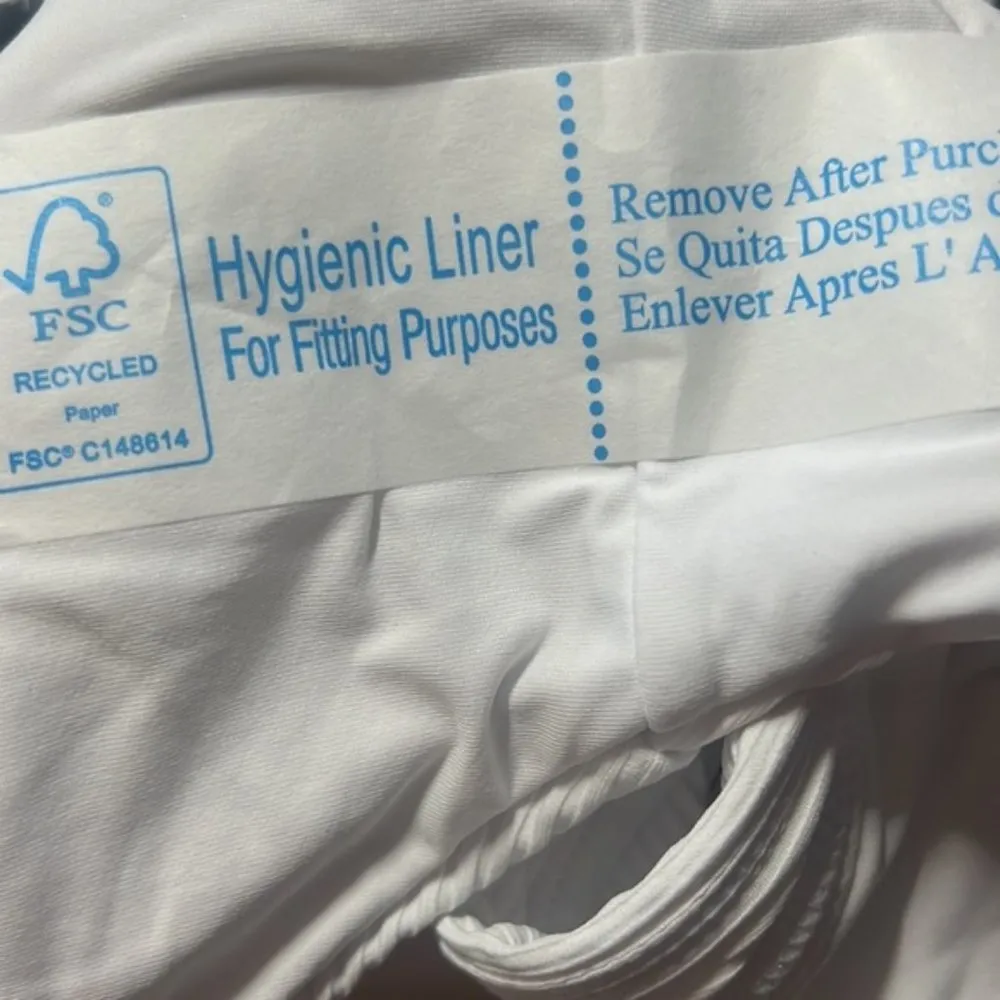 ®
FSC
RECYCLED
Paper
FSC® C148614
Hygienic Liner
For Fitting Purposes
Remove After
Se Quita Despues
Enlever Apres L'